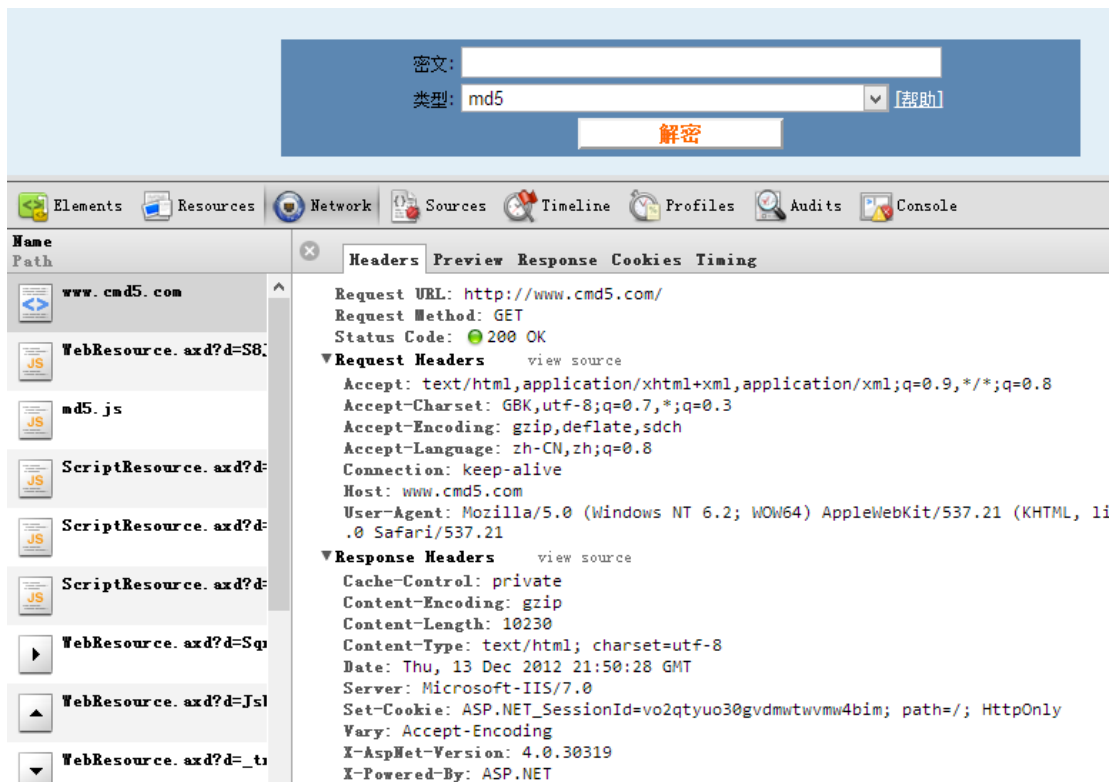 密文:
类型: md5 [帮助]
解密
Elements Resources Network Sources Timeline Profiles Audits Console
Name
Path
Headers Preview Response Cookies Timing
www.cmd5.com
WebResource.axd?d=S8
md5.js
ScriptResource.axd?d=
ScriptResource.axd?d=
ScriptResource.axd?d=
WebResource.axd?d=Squ
WebResource.axd?d=Jsl
WebResource.axd?d=_tr
Request URL: http://www.cmd5.com/
Request Method: GET
Status Code: 200 OK
Request Headers view source
Accept: text/html,application/xhtml+xml,application/xml;q=0.9,*/*;q=0.8
Accept-Charset: GBK,utf-8;q=0.7,*;q=0.3
Accept-Encoding: gzip,deflate,sdch
Accept-Language: zh-CN,zh;q=0.8
Connection: keep-alive
Host: www.cmd5.com
User-Agent: Mozilla/5.0 (Windows NT 6.2; WOW64) AppleWebKit/537.21 (KHTML, li
.0 Safari/537.21
Response Headers view source
Cache-Control: private
Content-Encoding: gzip
Content-Length: 10230
Content-Type: text/html; charset=utf-8
Date: Thu, 13 Dec 2012 21:50:28 GMT
Server: Microsoft-IIS/7.0
Set-Cookie: ASP.NET_SessionId=vo2qtyuo30gvdmwtwvmw4bim; path=/; HttpOnly
Vary: Accept-Encoding
X-AspNet-Version: 4.0.30319
X-Powered-By: ASP.NET